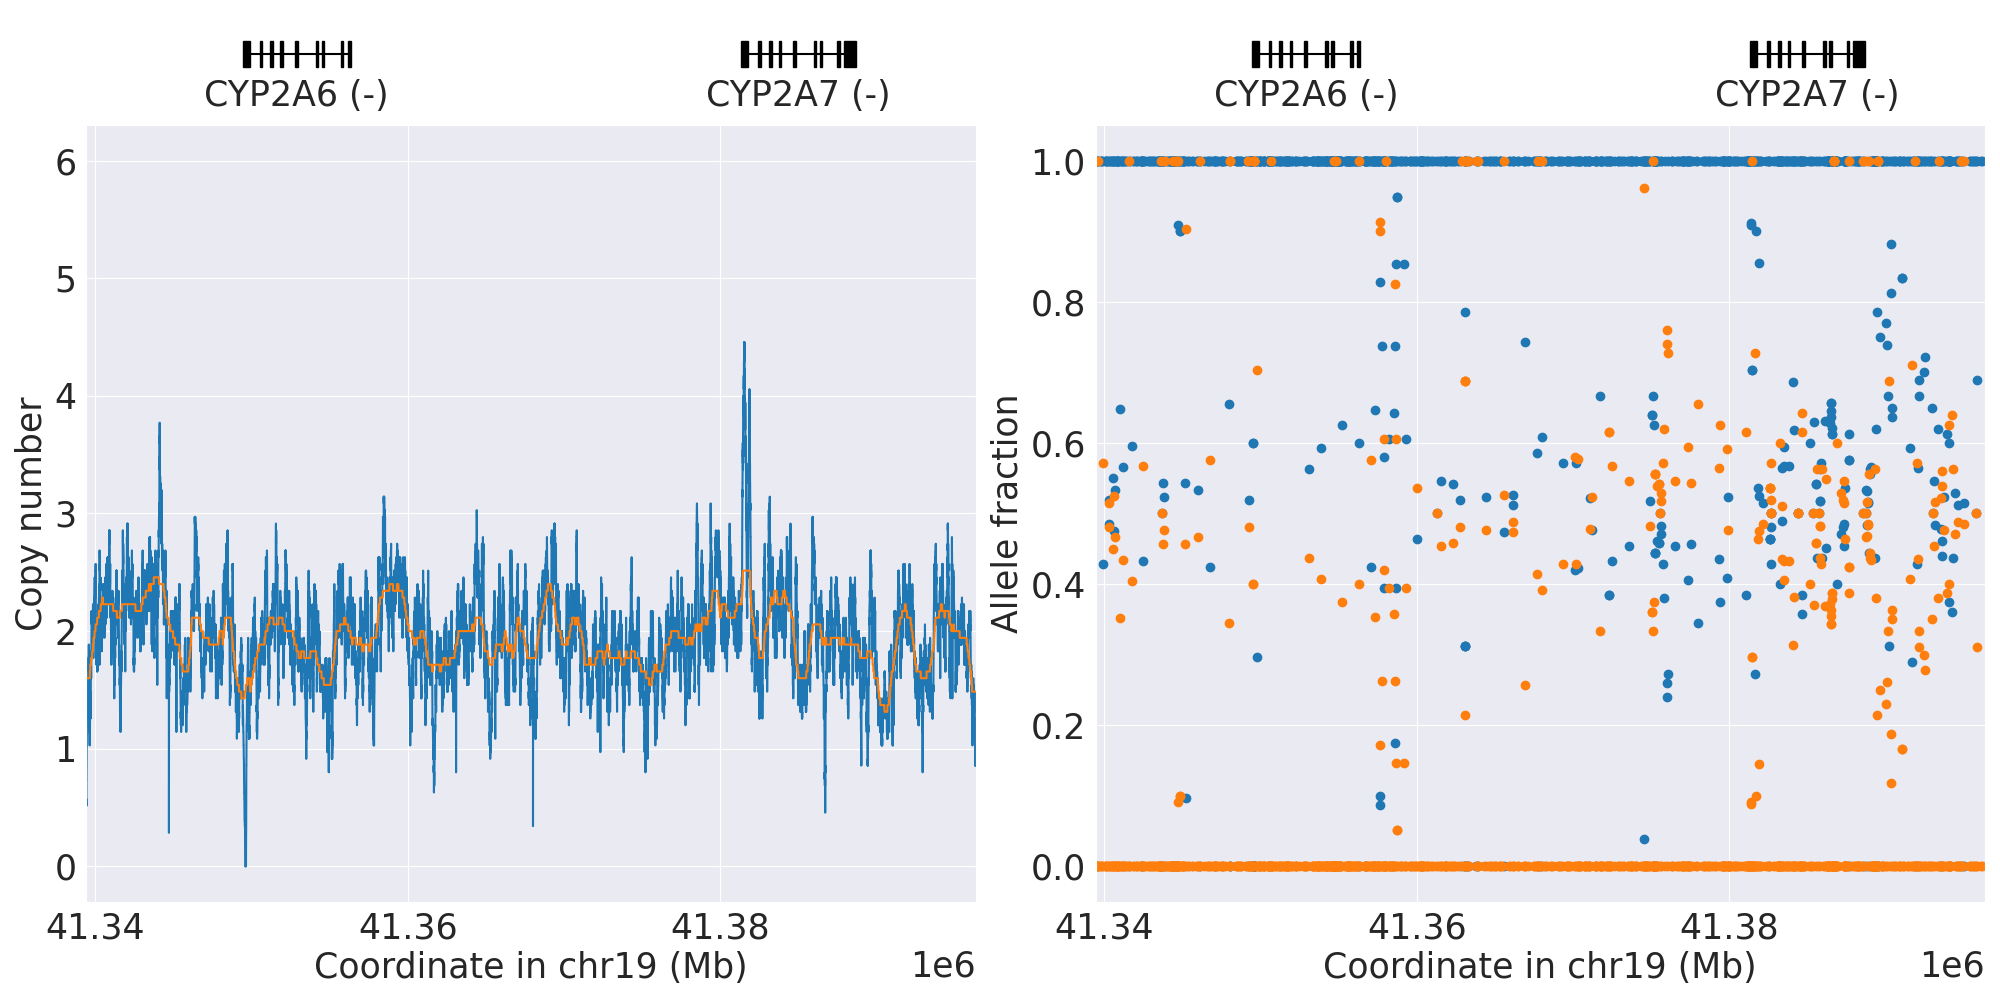 CYP2A6 (-) CYP2A7 (-)
6
5
4
3
2
1
0
Copy number
41.34 41.36 41.38
Coordinate in chr19 (Mb) 1e6
CYP2A6 (-) CYP2A7 (-)
1.0
0.8
0.6
0.4
0.2
0.0
Allele fraction
41.34 41.36 41.38
Coordinate in chr19 (Mb) 1e6